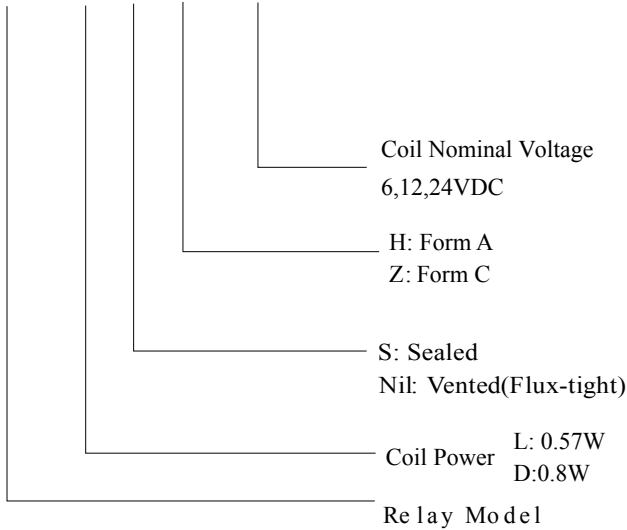 Coil Nominal Voltage
6,12,24VDC
H: Form A
Z: Form C
S: Sealed
Nil: Vented(Flux-tight)
Coil Power L: 0.57W
D:0.8W
Relay Model